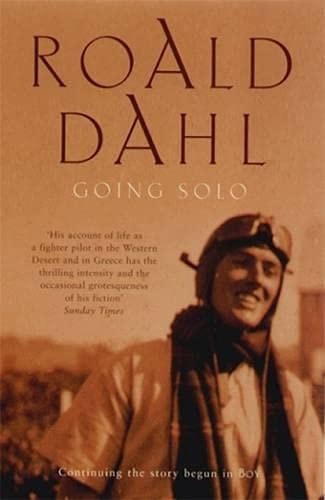 ROALD
DAHL
GOING SOLO
'His account of life as
a fighter pilot in the Western
Desert and in Greece has the
thrilling intensity and the
occasional grotesqueness
of his fiction'
Sunday Times
Continuing the story begun in BOY